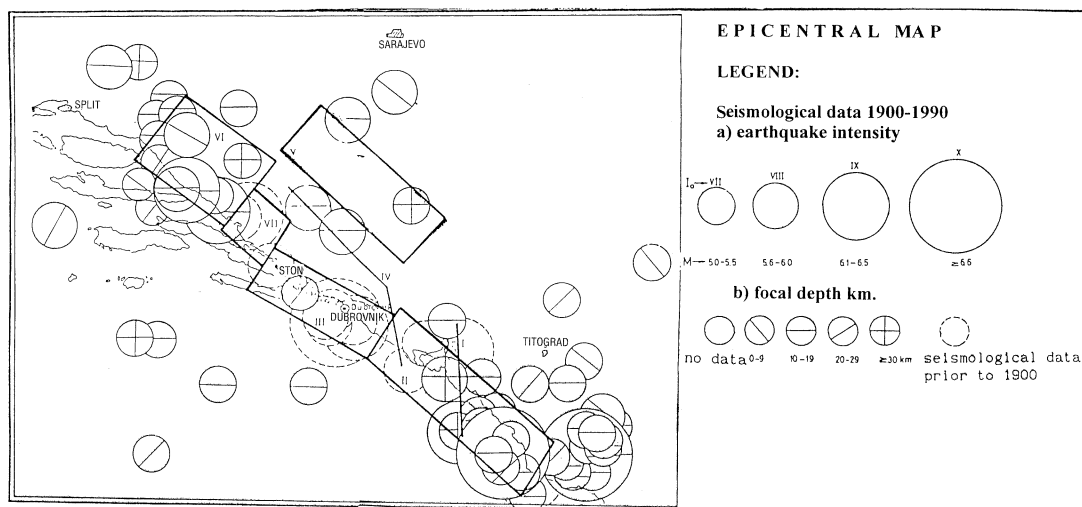 SARAJEVO
SPLIT
VI
V
VII
STON
IV
Dubrovnik
DUBROVNIK
III
I
TITOGRAD
II
EPICENTRAL MAP
LEGEND:
Seismological data 1900-1990
a) earthquake intensity
I₀→ VII VIII IX X
M→ 5.0-5.5 5.6-6.0 6.1-6.5 ≥6.6
b) focal depth km.
no data 0-9 10-19 20-29 ≥30 km seismological data
prior to 1900